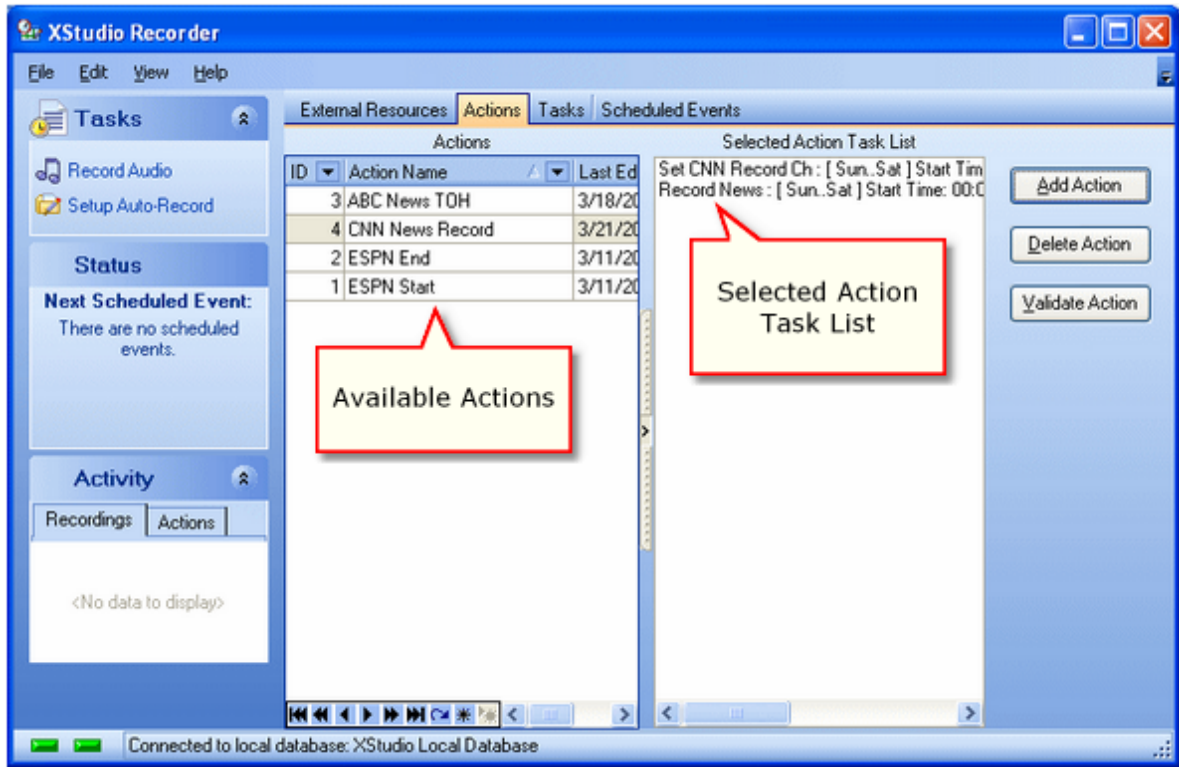 XStudio Recorder
File Edit View Help
Tasks
Record Audio
Setup Auto-Record
Status
Next Scheduled Event:
There are no scheduled
events.
Activity
Recordings Actions
<No data to display>
External Resources Actions Tasks Scheduled Events
Actions
ID Action Name Last Ed
3 ABC News TOH 3/18/20
4 CNN News Record 3/21/20
2 ESPN End 3/11/20
1 ESPN Start 3/11/20
Available Actions
Selected Action Task List
Set CNN Record Ch : [ Sun..Sat ] Start Tim
Record News : [ Sun..Sat ] Start Time: 00:0
Selected Action
Task List
Add Action
Delete Action
Validate Action
Connected to local database: XStudio Local Database